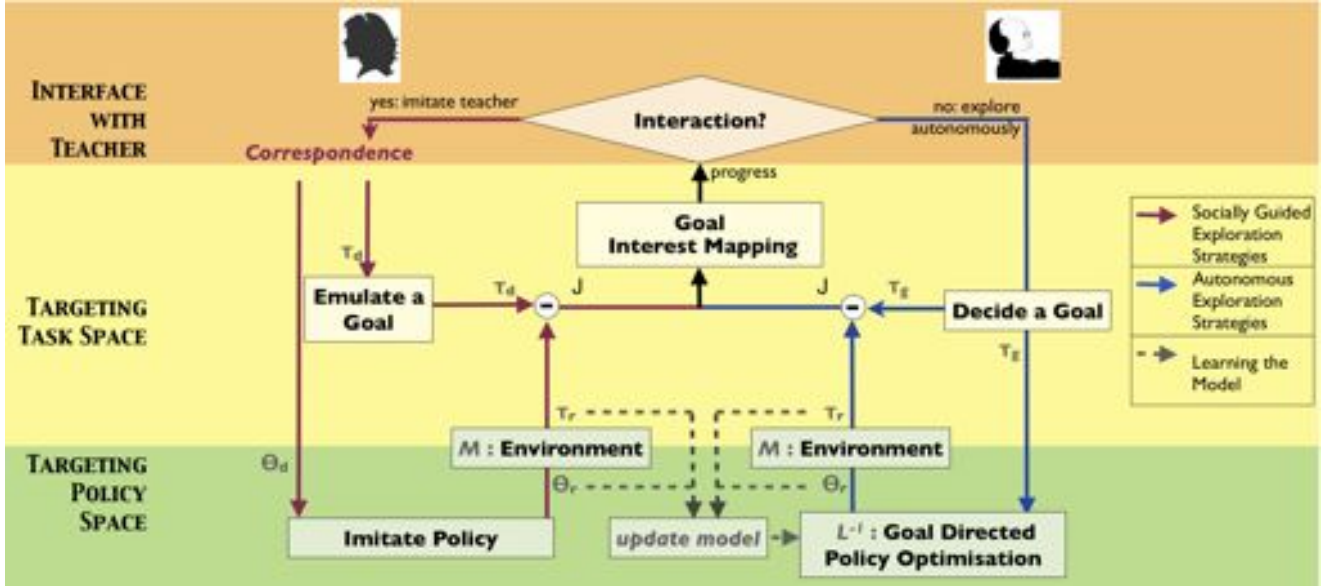 INTERFACE
WITH
TEACHER
yes: imitate teacher
Interaction?
no: explore
autonomously
Correspondence
progress
Goal
Interest Mapping
Socially Guided
Exploration
Strategies
Autonomous
Exploration
Strategies
Learning the
Model
TARGETING
TASK SPACE
τd
Emulate a
Goal
τd
−
J
J
−
τg
Decide a Goal
τg
τr
τr
M : Environment
M : Environment
TARGETING
POLICY
SPACE
Θd
Θr
Θr
Imitate Policy
update model
L⁻¹ : Goal Directed
Policy Optimisation